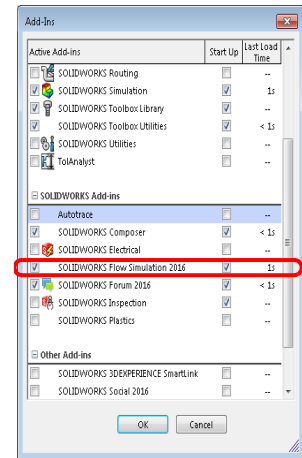 Add-Ins
Active Add-ins Start Up Last Load Time
SOLIDWORKS Routing --
SOLIDWORKS Simulation 1s
SOLIDWORKS Toolbox Library --
SOLIDWORKS Toolbox Utilities < 1s
SOLIDWORKS Utilities --
TolAnalyst --
SOLIDWORKS Add-ins
Autotrace --
SOLIDWORKS Composer < 1s
SOLIDWORKS Electrical --
SOLIDWORKS Flow Simulation 2016 1s
SOLIDWORKS Forum 2016 < 1s
SOLIDWORKS Inspection --
SOLIDWORKS Plastics --
Other Add-ins
SOLIDWORKS 3DEXPERIENCE SmartLink --
SOLIDWORKS Social 2016 --
OK Cancel